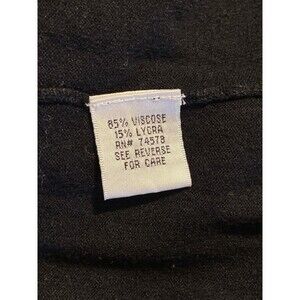 85% VISCOSE
15% LYCRA
RN# 74578
SEE REVERSE
FOR CARE